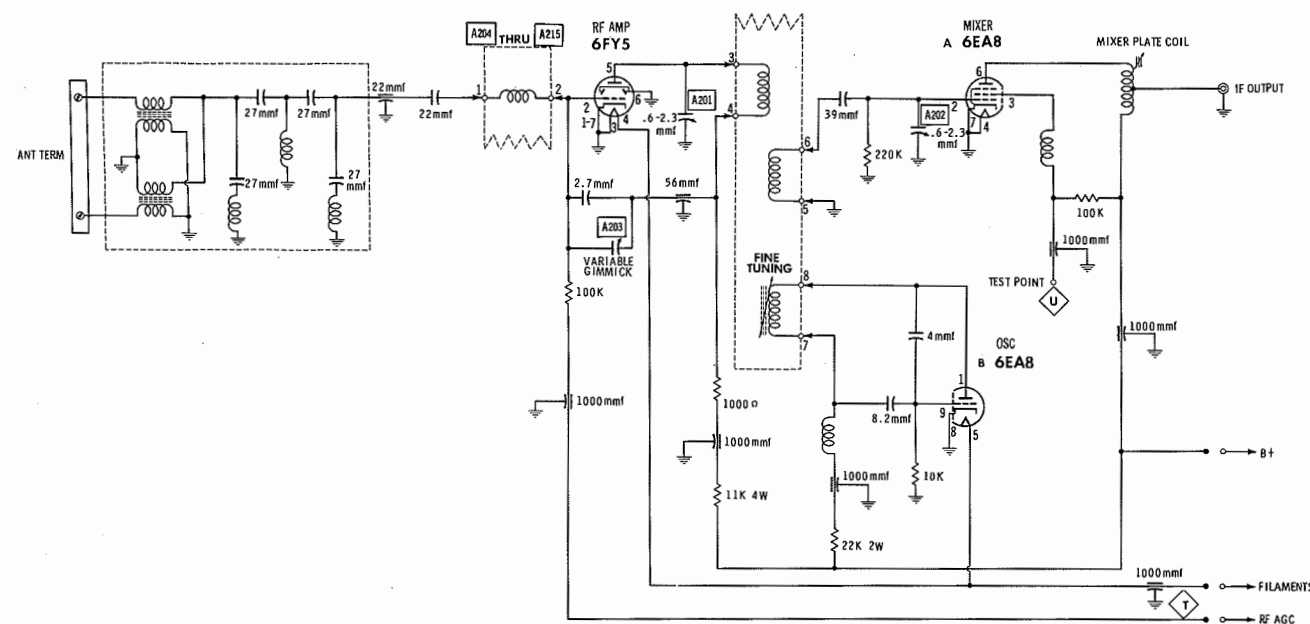 ANT TERM
27mmf
27mmf
27mmf
27
mmf
22mmf
22mmf
A204
THRU
A215
1
2
RF AMP
6FY5
5
6
2
1-7
3
4
A201
.6-2.3
mmf
3
4
2.7mmf
A203
VARIABLE
GIMMICK
56mmf
100K
1000mmf
1000Ω
1000mmf
11K 4W
FINE
TUNING
8
7
6
5
39mmf
220K
A202
.6-2.3
mmf
MIXER
A 6EA8
6
2
3
7
4
MIXER PLATE COIL
IF OUTPUT
100K
1000mmf
TEST POINT
U
1000mmf
4mmf
OSC
B 6EA8
1
9
8
5
8.2mmf
10K
1000mmf
22K 2W
B+
1000mmf
FILAMENTS
T
RF AGC